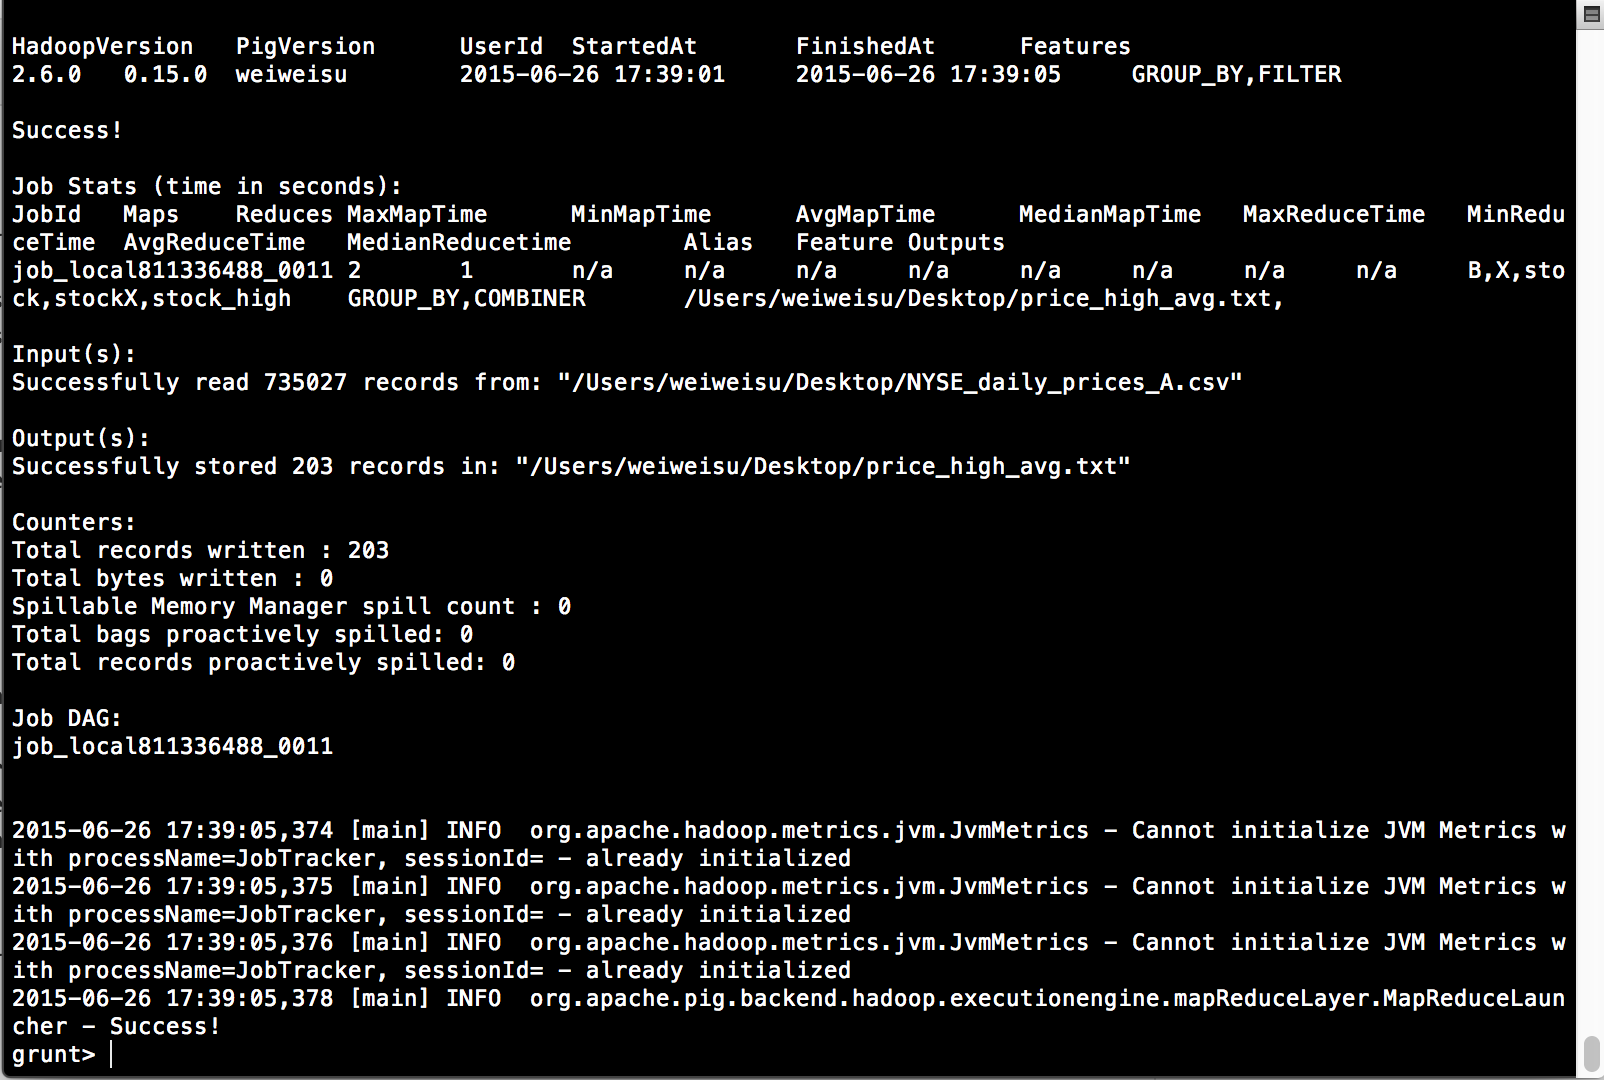 HadoopVersion PigVersion UserId StartedAt FinishedAt Features
2.6.0 0.15.0 weiweisu 2015-06-26 17:39:01 2015-06-26 17:39:05 GROUP_BY,FILTER
Success!
Job Stats (time in seconds):
JobId Maps Reduces MaxMapTime MinMapTime AvgMapTime MedianMapTime MaxReduceTime MinRedu
ceTime AvgReduceTime MedianReducetime Alias Feature Outputs
job_local811336488_0011 2 1 n/a n/a n/a n/a n/a n/a n/a n/a B,X,sto
ck,stockX,stock_high GROUP_BY,COMBINER /Users/weiweisu/Desktop/price_high_avg.txt,
Input(s):
Successfully read 735027 records from: "/Users/weiweisu/Desktop/NYSE_daily_prices_A.csv"
Output(s):
Successfully stored 203 records in: "/Users/weiweisu/Desktop/price_high_avg.txt"
Counters:
Total records written : 203
Total bytes written : 0
Spillable Memory Manager spill count : 0
Total bags proactively spilled: 0
Total records proactively spilled: 0
Job DAG:
job_local811336488_0011
2015-06-26 17:39:05,374 [main] INFO org.apache.hadoop.metrics.jvm.JvmMetrics - Cannot initialize JVM Metrics w
ith processName=JobTracker, sessionId= - already initialized
2015-06-26 17:39:05,375 [main] INFO org.apache.hadoop.metrics.jvm.JvmMetrics - Cannot initialize JVM Metrics w
ith processName=JobTracker, sessionId= - already initialized
2015-06-26 17:39:05,376 [main] INFO org.apache.hadoop.metrics.jvm.JvmMetrics - Cannot initialize JVM Metrics w
ith processName=JobTracker, sessionId= - already initialized
2015-06-26 17:39:05,378 [main] INFO org.apache.pig.backend.hadoop.executionengine.mapReduceLayer.MapReduceLaun
cher - Success!
grunt>